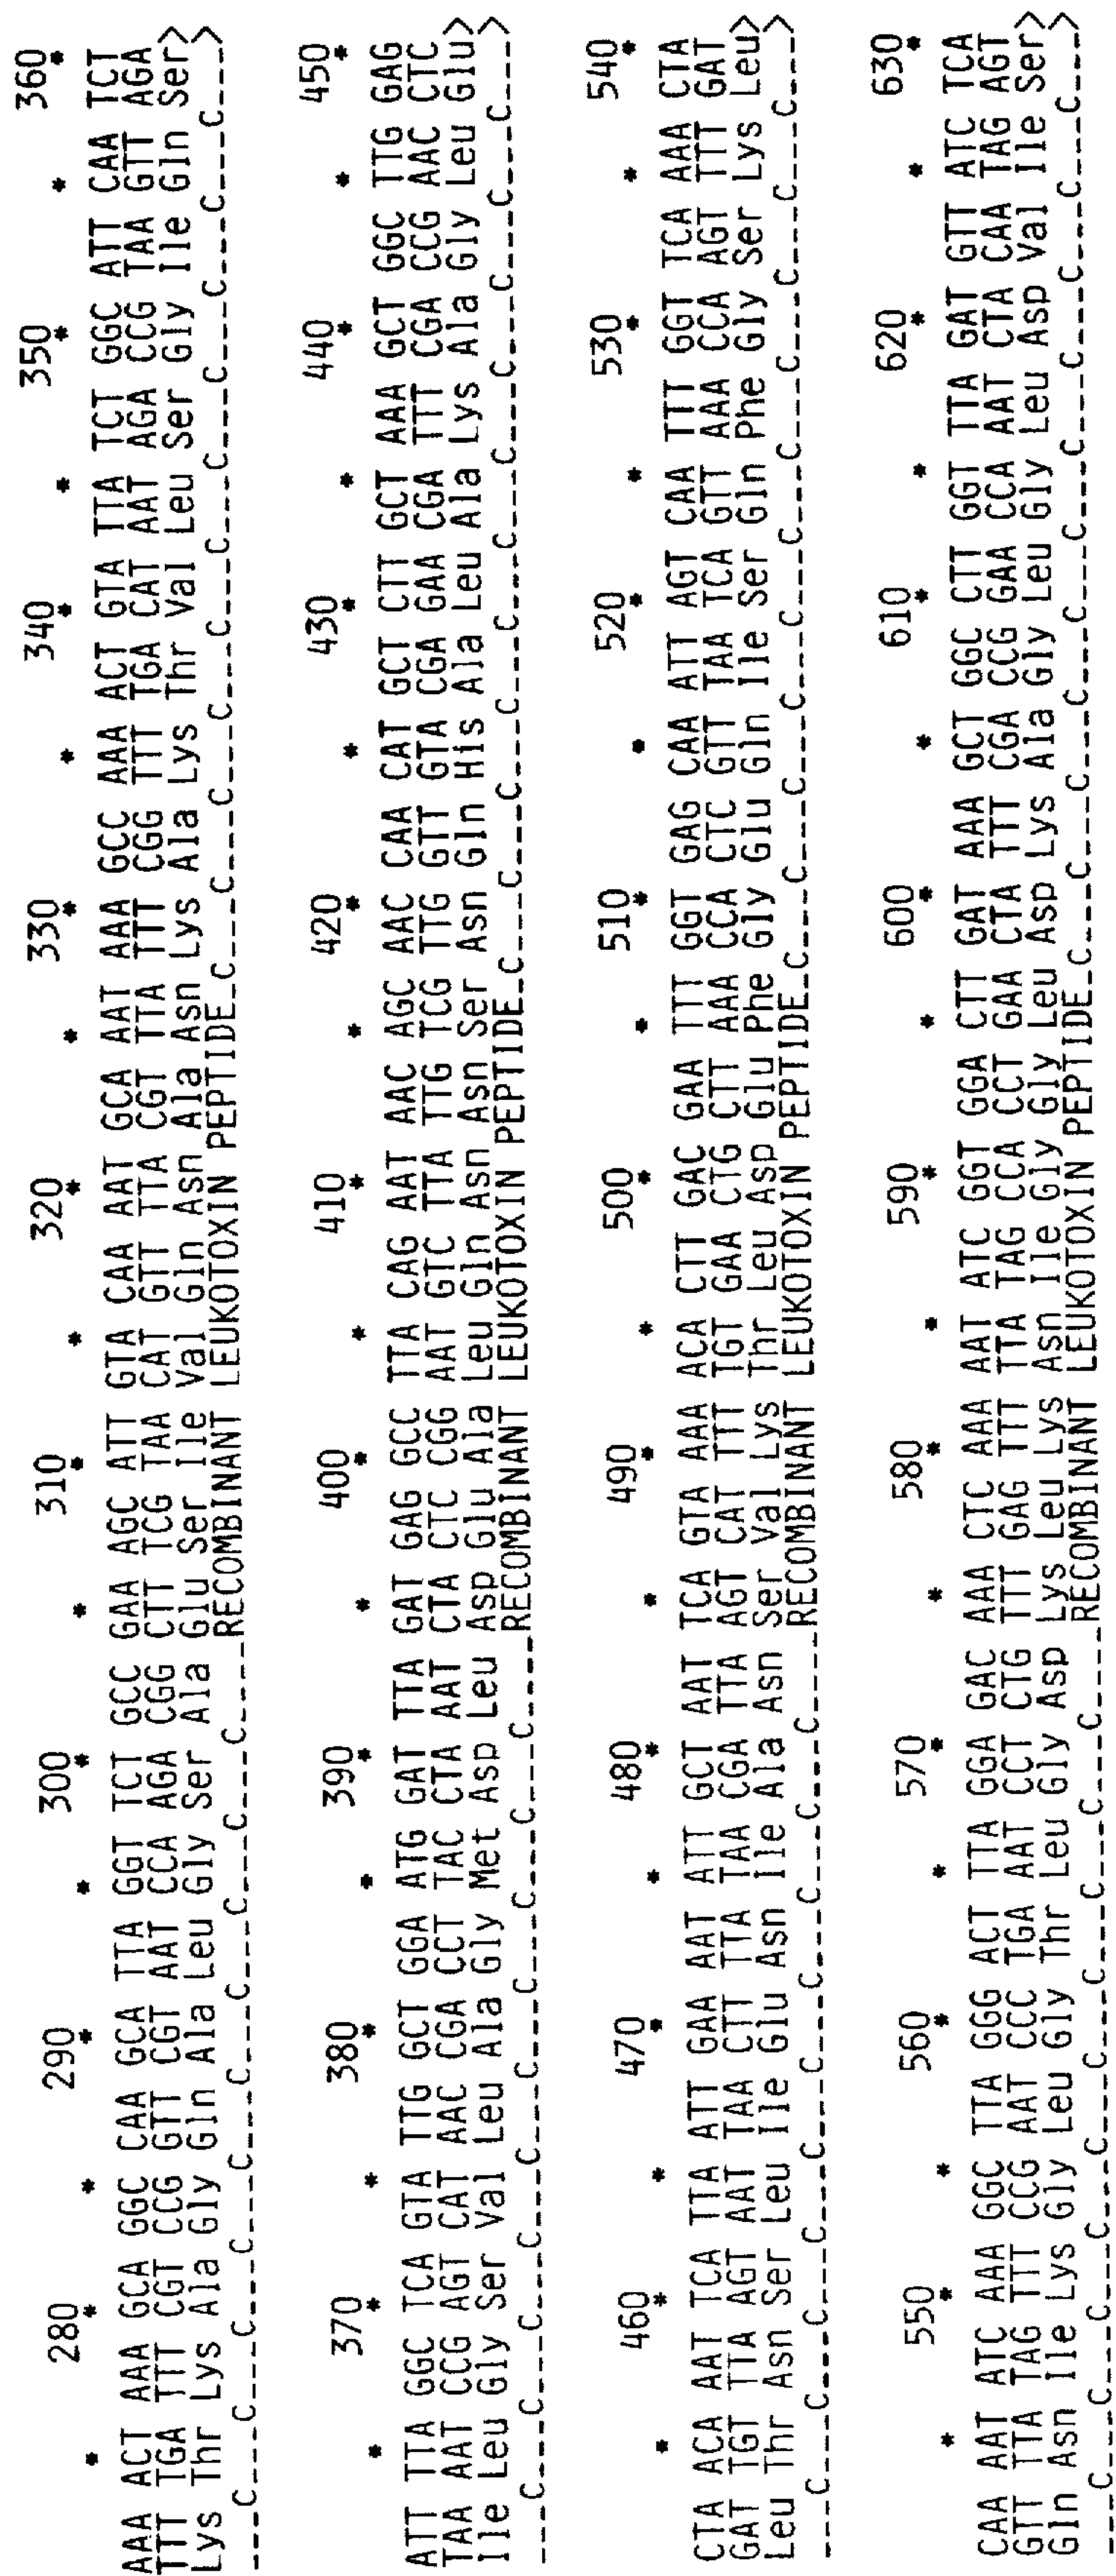 280 290 300 310 320 330 340 350 360
* * * * * * * * * * * * * * * * * *
AAA ACT AAA GCA GGC CAA GCA TTA GGT TCT GCC GAA AGC ATT GTA CAA AAT GCA AAT AAA GCC AAA ACT GTA TTA TCT GGC ATT CAA TCT
TTT TGA TTT CGT CCG GTT CGT AAT CCA AGA CGG CTT TCG TAA CAT GTT TTA CGT TTA TTT CGG TTT TGA CAT AAT AGA CCG TAA GTT AGA
Lys Thr Lys Ala Gly Gln Ala Leu Gly Ser Ala Glu Ser Ile Val Gln Asn Ala Asn Lys Ala Lys Thr Val Leu Ser Gly Ile Gln Ser>
___C____C___C____C___C____C___C____C___C____C____RECOMBINANT LEUKOTOXIN PEPTIDE_C____C___C____C___C____C___C____C___C____C___C___>
370 380 390 400 410 420 430 440 450
* * * * * * * * * * * * * * * * * *
ATT TTA GGC TCA GTA TTG GCT GGA ATG GAT TTA GAT GAG GCC TTA CAG AAT AAC AGC AAC CAA CAT GCT CTT GCT AAA GCT GGC TTG GAG
TAA AAT CCG AGT CAT AAC CGA CCT TAC CTA AAT CTA CTC CGG AAT GTC TTA TTG TCG TTG GTT GTA CGA GAA CGA TTT CGA CCG AAC CTC
Ile Leu Gly Ser Val Leu Ala Gly Met Asp Leu Asp Glu Ala Leu Gln Asn Asn Ser Asn Gln His Ala Leu Ala Lys Ala Gly Leu Glu>
___C____C___C____C___C____C___C____C___C____C____RECOMBINANT LEUKOTOXIN PEPTIDE_C____C___C____C___C____C___C____C___C____C___C___>
460 470 480 490 500 510 520 530 540
* * * * * * * * * * * * * * * * * *
CTA ACA AAT TCA TTA ATT GAA AAT ATT GCT AAT TCA GTA AAA ACA CTT GAC GAA TTT GGT GAG CAA ATT AGT CAA TTT GGT TCA AAA CTA
GAT TGT TTA AGT AAT TAA CTT TTA TAA CGA TTA AGT CAT TTT TGT GAA CTG CTT AAA CCA CTC GTT TAA TCA GTT AAA CCA AGT TTT GAT
Leu Thr Asn Ser Leu Ile Glu Asn Ile Ala Asn Ser Val Lys Thr Leu Asp Glu Phe Gly Glu Gln Ile Ser Gln Phe Gly Ser Lys Leu>
___C____C___C____C___C____C___C____C___C____C____RECOMBINANT LEUKOTOXIN PEPTIDE_C____C___C____C___C____C___C____C___C____C___C___>
550 560 570 580 590 600 610 620 630
* * * * * * * * * * * * * * * * * *
CAA AAT ATC AAA GGC TTA GGG ACT TTA GGA GAC AAA CTC AAA AAT ATC GGT GGA CTT GAT AAA GCT GGC CTT GGT TTA GAT GTT ATC TCA
GTT TTA TAG TTT CCG AAT CCC TGA AAT CCT CTG TTT GAG TTT TTA TAG CCA CCT GAA CTA TTT CGA CCG GAA CCA AAT CTA CAA TAG AGT
Gln Asn Ile Lys Gly Leu Gly Thr Leu Gly Asp Lys Leu Lys Asn Ile Gly Gly Leu Asp Lys Ala Gly Leu Gly Leu Asp Val Ile Ser>
___C____C___C____C___C____C___C____C___C____C____RECOMBINANT LEUKOTOXIN PEPTIDE_C____C___C____C___C____C___C____C___C____C___C___>